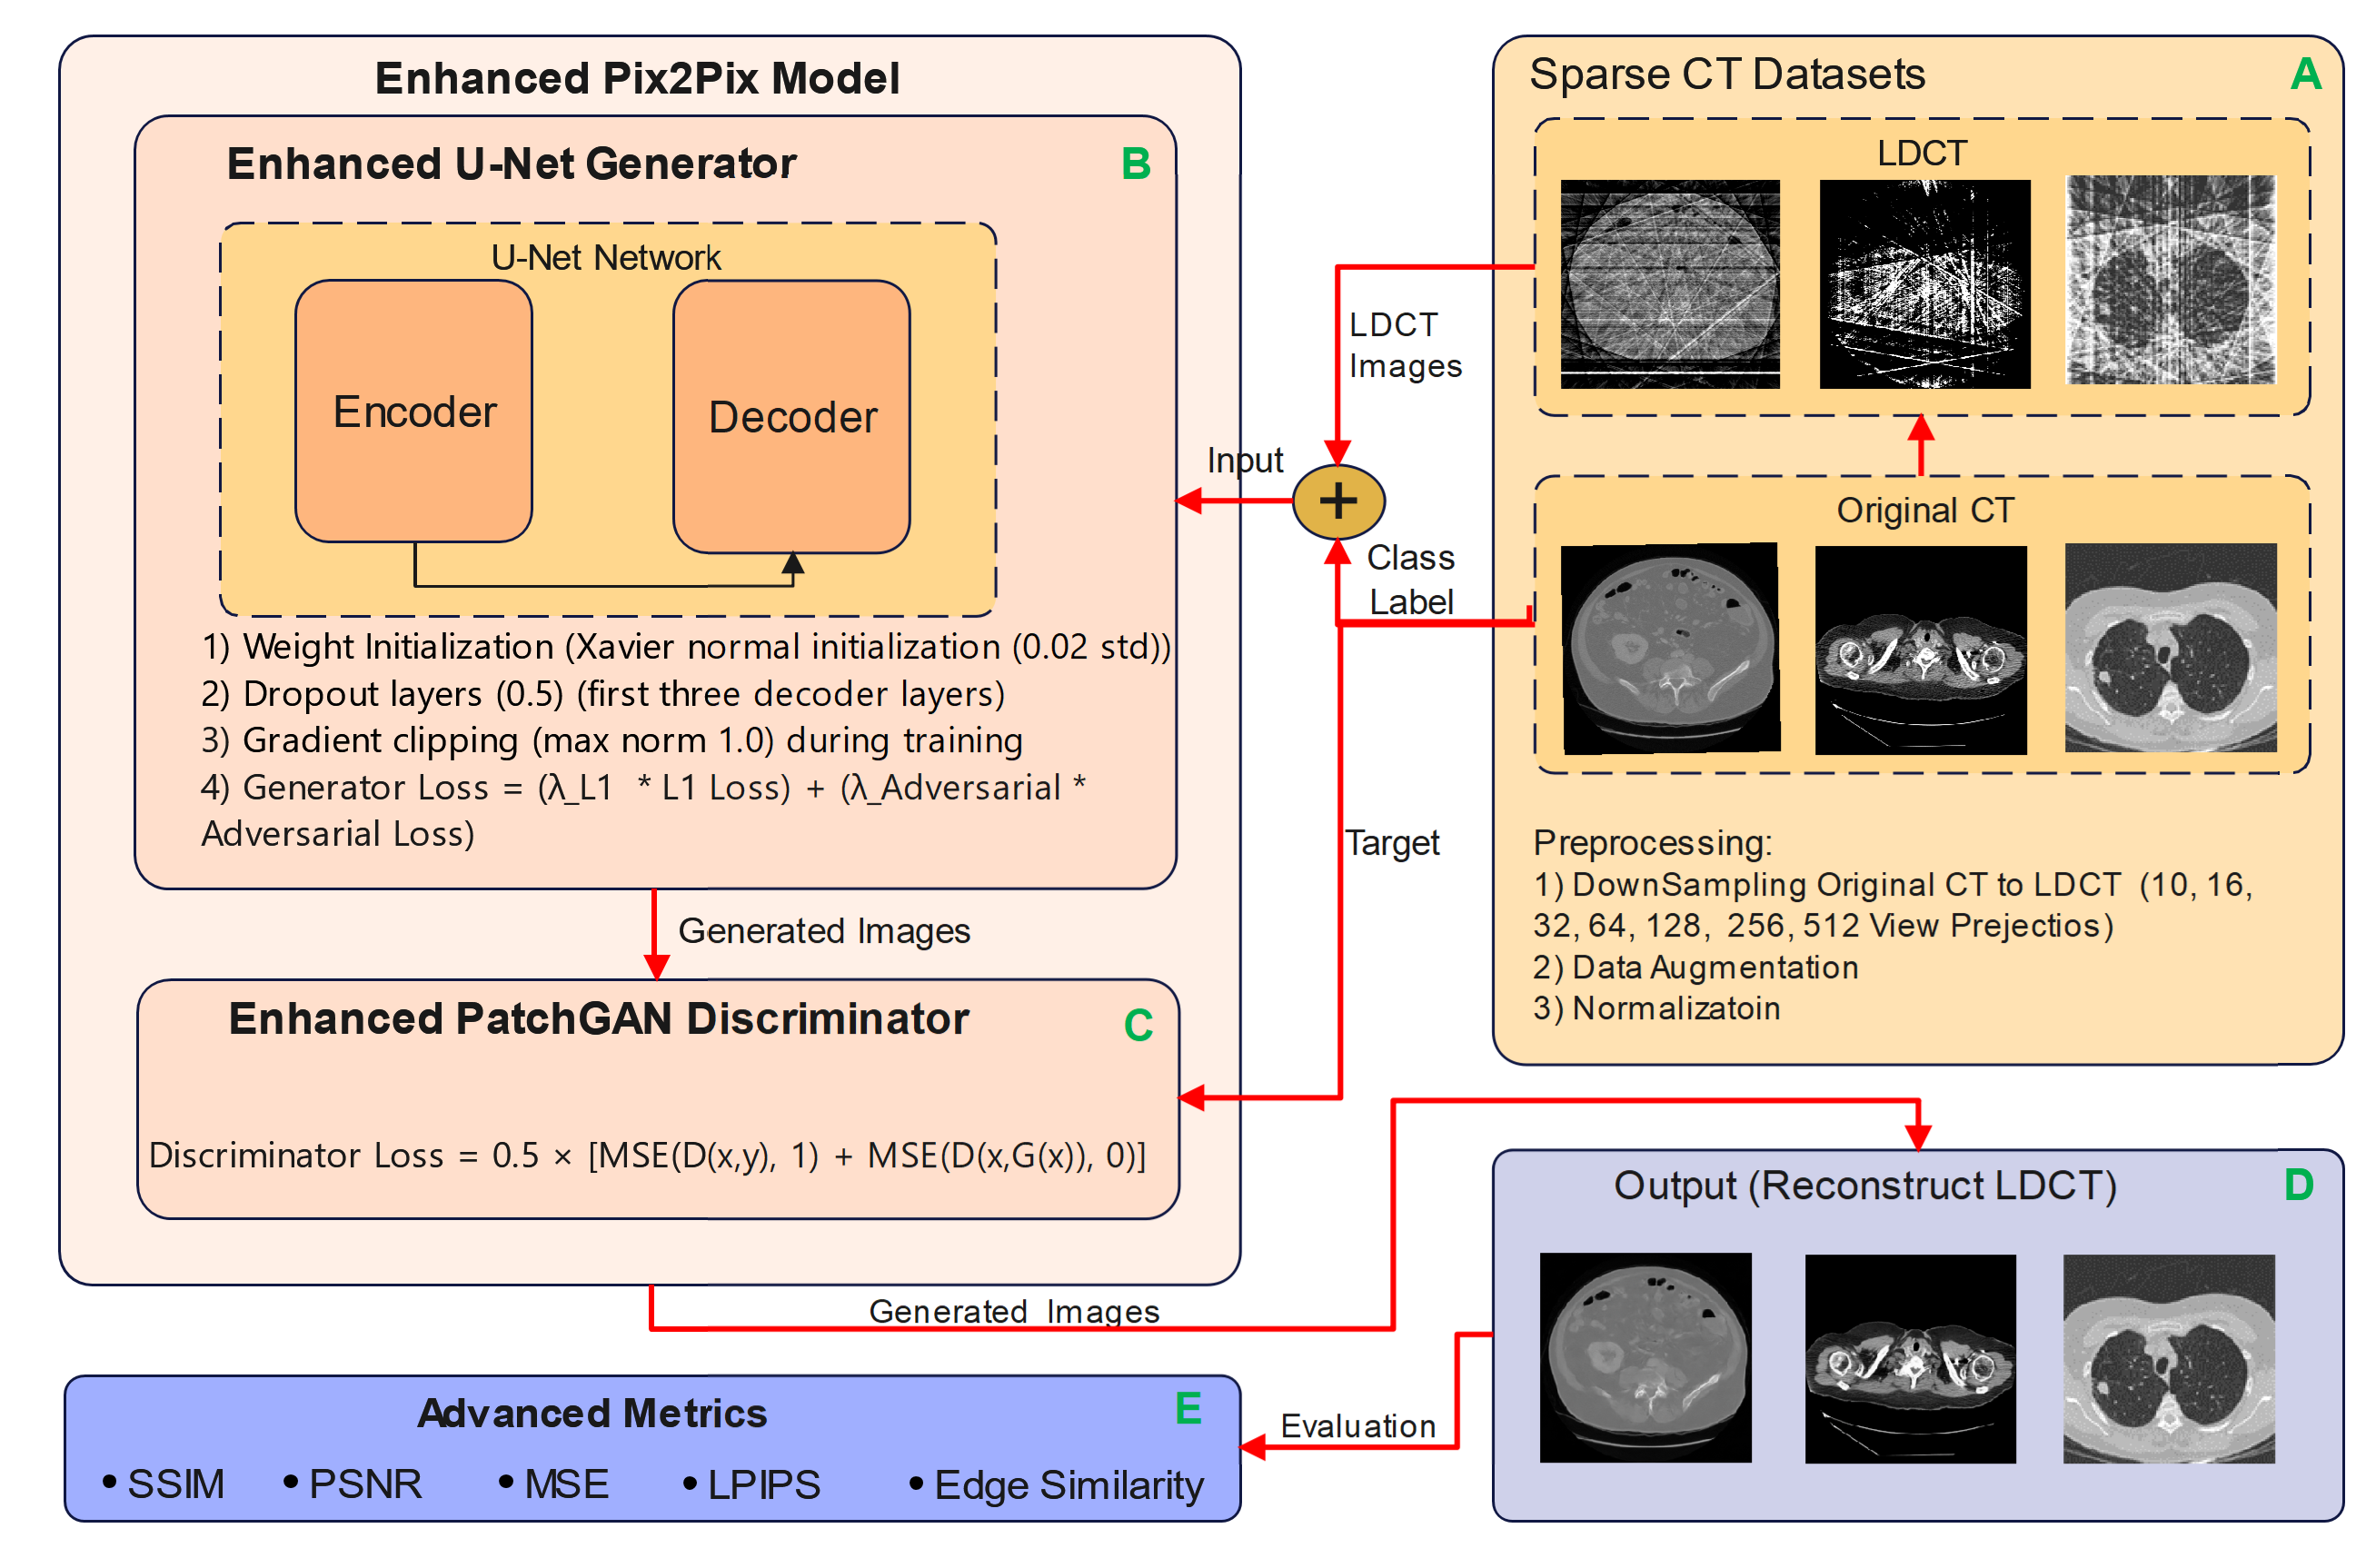 Enhanced Pix2Pix Model
Enhanced U-Net Generator
B
U-Net Network
Encoder
Decoder
1) Weight Initialization (Xavier normal initialization (0.02 std))
2) Dropout layers (0.5) (first three decoder layers)
3) Gradient clipping (max norm 1.0) during training
4) Generator Loss = (λ_L1 * L1 Loss) + (λ_Adversarial *
Adversarial Loss)
Generated Images
Enhanced PatchGAN Discriminator
C
Discriminator Loss = 0.5 × [MSE(D(x,y), 1) + MSE(D(x,G(x)), 0)]
Input
+
LDCT
Images
Class
Label
Target
Sparse CT Datasets
A
LDCT
Original CT
Preprocessing:
1) DownSampling Original CT to LDCT (10, 16,
32, 64, 128, 256, 512 View Prejectios)
2) Data Augmentation
3) Normalizatoin
Generated Images
Output (Reconstruct LDCT)
D
Evaluation
Advanced Metrics
E
• SSIM
• PSNR
• MSE
• LPIPS
• Edge Similarity